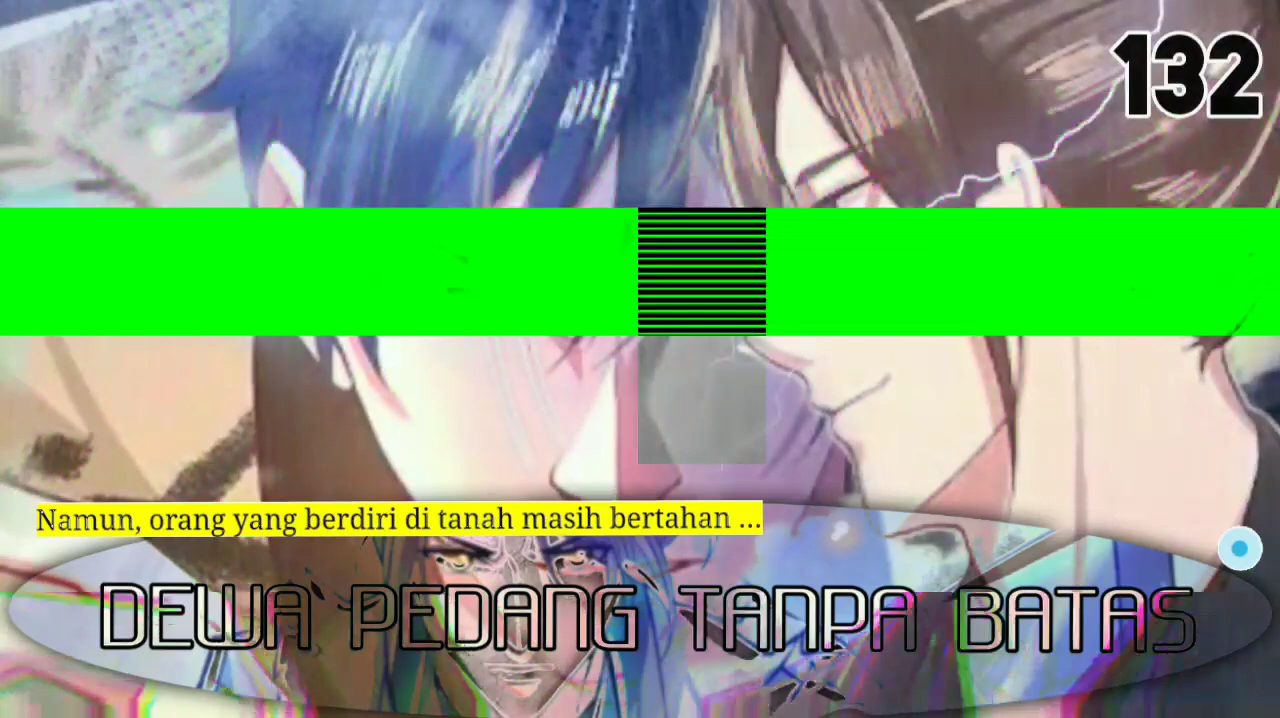 132
Namun, orang yang berdiri di tanah masih bertahan ...
DEWA PEDANG TANPA BATAS